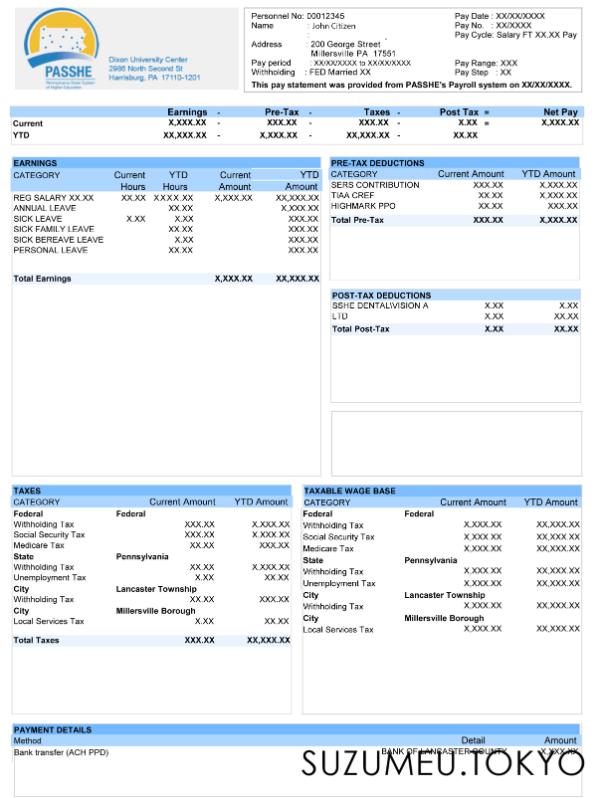 PASSHE
Pennsylvania State System
of Higher Education
Dixon University Center
2986 North Second St
Harrisburg, PA 17110-1201
Personnel No: 00012345
Name : John Citizen
:
Address : 200 George Street
Millersville PA 17551
Pay period : XX/XX/XXXX to XX/XX/XXXX
Withholding : FED Married XX
Pay Date : XX/XX/XXXX
Pay No. : XX/XXXX
Pay Cycle: Salary FT XX.XX Pay
Pay Range: XXX
Pay Step : XX
This pay statement was provided from PASSHE's Payroll system on XX/XX/XXXX.
Earnings - Pre-Tax - Taxes - Post Tax = Net Pay
Current X,XXX.XX - XXX.XX - XXX.XX - X.XX = X,XXX.XX
YTD XX,XXX.XX - X,XXX.XX - XX,XXX.XX - XX.XX
EARNINGS
CATEGORY Current Hours YTD Hours Current Amount YTD Amount
REG SALARY XX.XX XX.XX XXXX.XX X,XXX.XX XX,XXX.XX
ANNUAL LEAVE XX.XX X,XXX.XX
SICK LEAVE X.XX X.XX XXX.XX
SICK FAMILY LEAVE XX.XX XXX.XX
SICK BEREAVE LEAVE X.XX XXX.XX
PERSONAL LEAVE XX.XX XXX.XX
Total Earnings X,XXX.XX XX,XXX.XX
PRE-TAX DEDUCTIONS
CATEGORY Current Amount YTD Amount
SERS CONTRIBUTION XXX.XX X,XXX.XX
TIAA CREF XXX.XX X,XXX.XX
HIGHMARK PPO XX.XX XXX.XX
Total Pre-Tax XXX.XX X,XXX.XX
POST-TAX DEDUCTIONS
SSHE DENTAL\VISION A X.XX X.XX
LTD X.XX XX.XX
Total Post-Tax X.XX XX.XX
TAXES
CATEGORY Current Amount YTD Amount
Federal Federal
Withholding Tax XXX.XX X,XXX.XX
Social Security Tax XXX.XX X,XXX.XX
Medicare Tax XX.XX XXX.XX
State Pennsylvania
Withholding Tax XX.XX X,XXX.XX
Unemployment Tax X.XX XX.XX
City Lancaster Township
Withholding Tax XX.XX XXX.XX
City Millersville Borough
Local Services Tax X.XX XX.XX
Total Taxes XXX.XX XX,XXX.XX
TAXABLE WAGE BASE
CATEGORY Current Amount YTD Amount
Federal Federal
Withholding Tax X,XXX.XX XX,XXX.XX
Social Security Tax X,XXX.XX XX,XXX.XX
Medicare Tax X,XXX.XX XX,XXX.XX
State Pennsylvania
Withholding Tax X,XXX.XX XX,XXX.XX
Unemployment Tax X,XXX.XX XX,XXX.XX
City Lancaster Township
Withholding Tax X,XXX.XX XX,XXX.XX
City Millersville Borough
Local Services Tax X,XXX.XX XX,XXX.XX
PAYMENT DETAILS
Method Detail Amount
Bank transfer (ACH PPD) BANK OF LANCASTER COUNTY X,XXX.XX
SUZUMEU.TOKYO